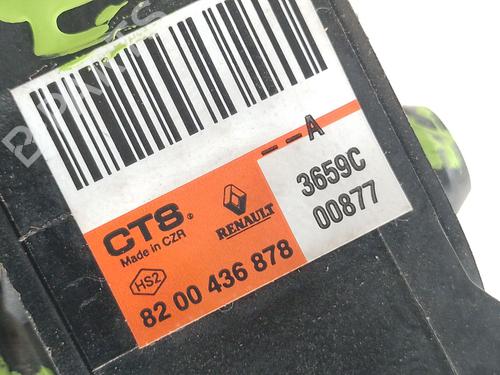 _ _ A
3659C
00877
CTS®
Made in CZR
RENAULT
HS2
82 00 436 878